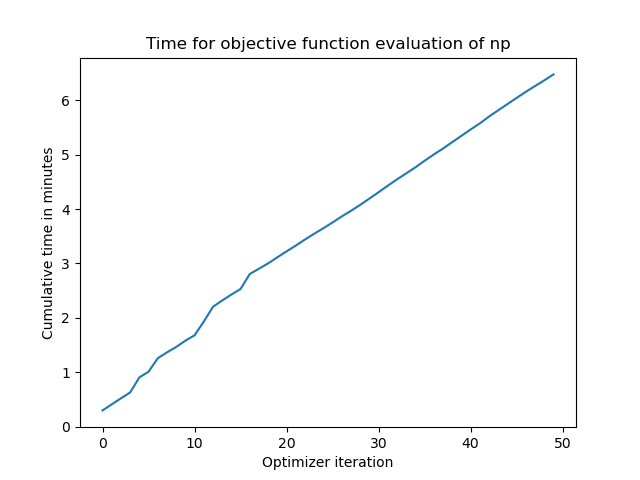 Time for objective function evaluation of np
Cumulative time in minutes
6
5
4
3
2
1
0
0 10 20 30 40 50
Optimizer iteration